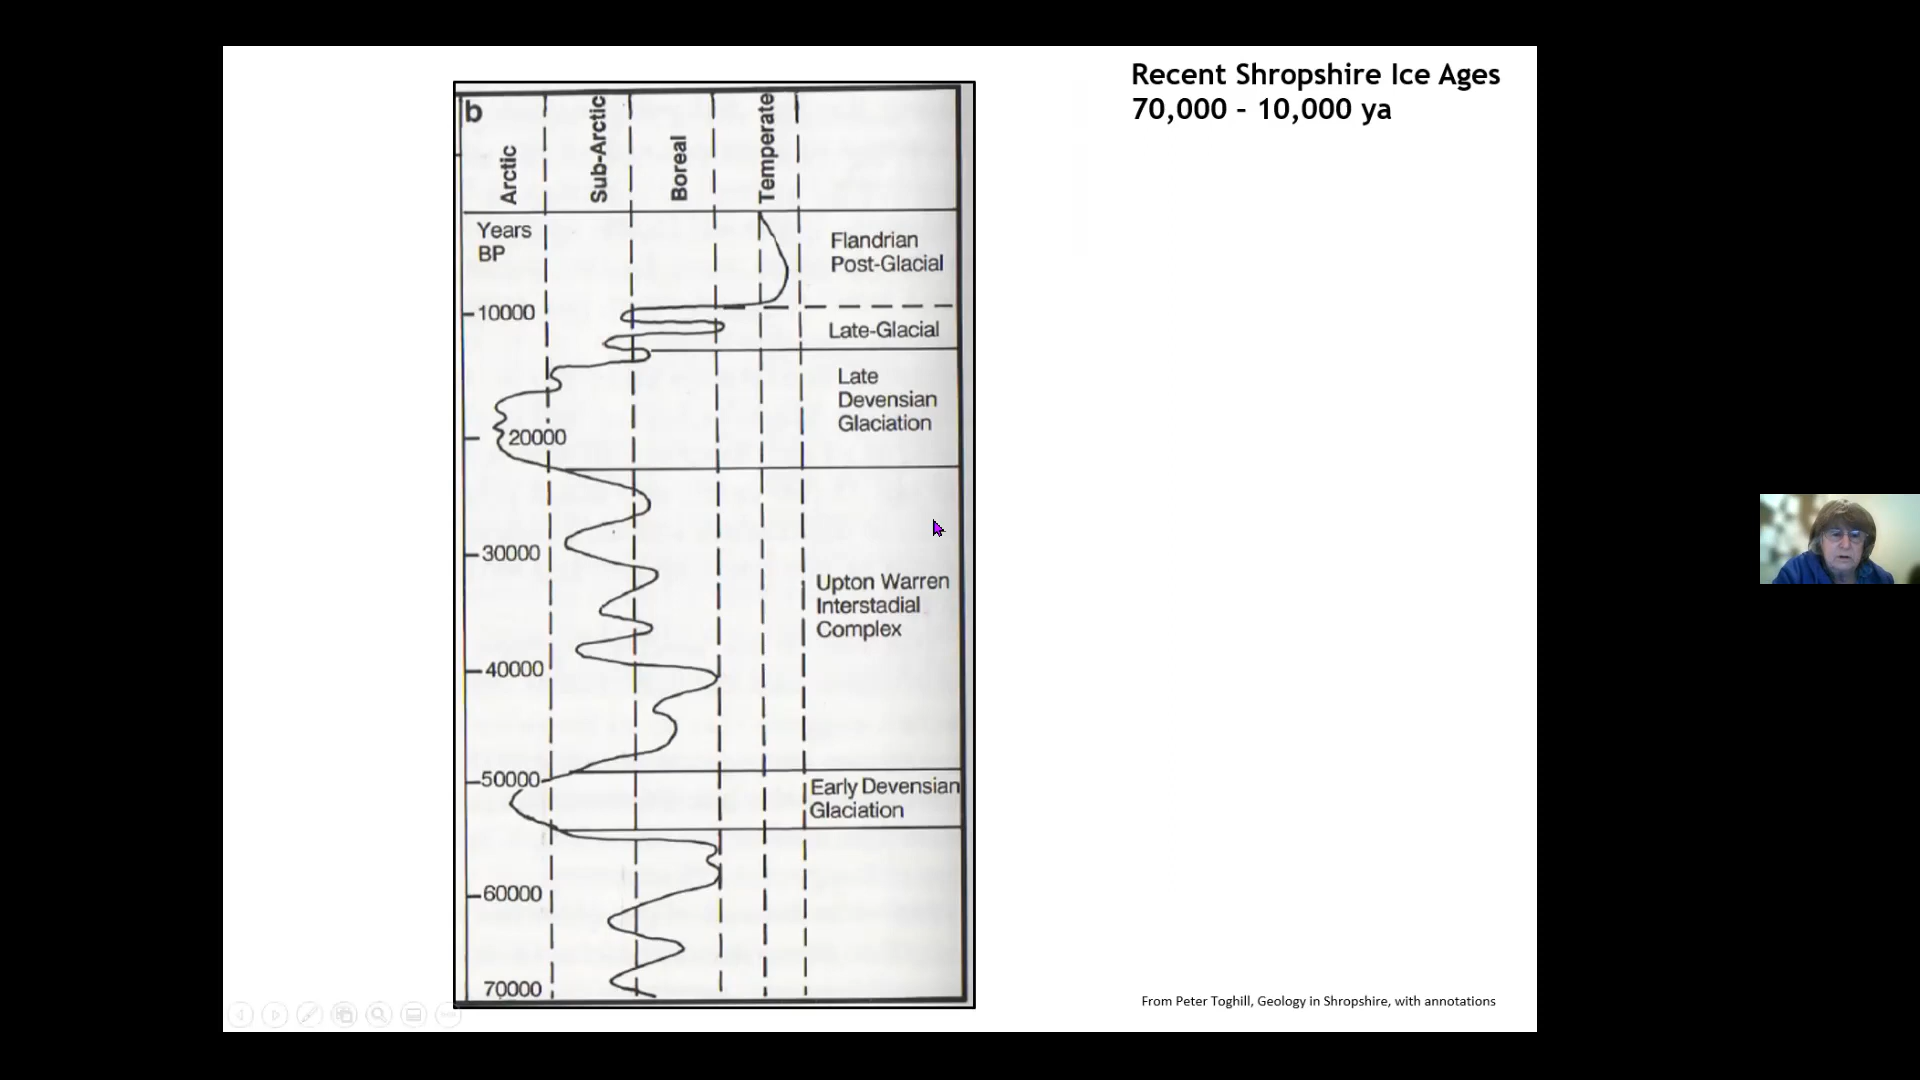 Recent Shropshire Ice Ages
70,000 – 10,000 ya
b
Arctic
Sub-Arctic
Boreal
Temperate
Years
BP
Flandrian
Post-Glacial
10000
Late-Glacial
Late
Devensian
Glaciation
20000
30000
Upton Warren
Interstadial
Complex
40000
50000
Early Devensian
Glaciation
60000
70000
From Peter Toghill, Geology in Shropshire, with annotations